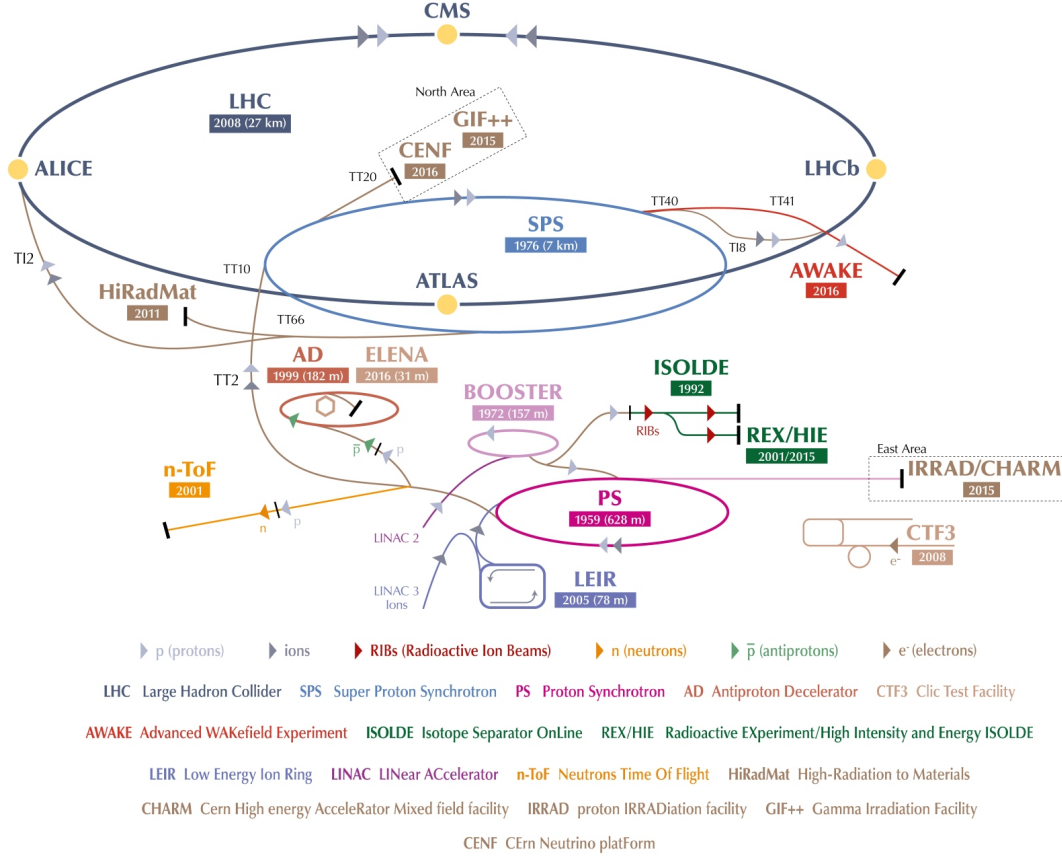 CMS
LHC
2008 (27 km)
North Area
GIF++
2015
CENF
2016
ALICE
LHCb
TT20
TT40
TT41
SPS
1976 (7 km)
TI8
TI2
TT10
AWAKE
2016
ATLAS
HiRadMat
2011
TT66
AD
1999 (182 m)
ELENA
2016 (31 m)
TT2
ISOLDE
1992
BOOSTER
1972 (157 m)
RIBs
REX/HIE
2001/2015
p̅
p
East Area
n-ToF
2001
IRRAD/CHARM
2015
PS
1959 (628 m)
n
p
LINAC 2
CTF3
2008
e-
LEIR
2005 (78 m)
LINAC 3
Ions
p (protons) ions RIBs (Radioactive Ion Beams) n (neutrons) p̅ (antiprotons) e- (electrons)
LHC Large Hadron Collider SPS Super Proton Synchrotron PS Proton Synchrotron AD Antiproton Decelerator CTF3 Clic Test Facility
AWAKE Advanced WAKefield Experiment ISOLDE Isotope Separator OnLine REX/HIE Radioactive EXperiment/High Intensity and Energy ISOLDE
LEIR Low Energy Ion Ring LINAC LINear ACcelerator n-ToF Neutrons Time Of Flight HiRadMat High-Radiation to Materials
CHARM Cern High energy AcceleRator Mixed field facility IRRAD proton IRRADiation facility GIF++ Gamma Irradiation Facility
CENF CErn Neutrino platForm